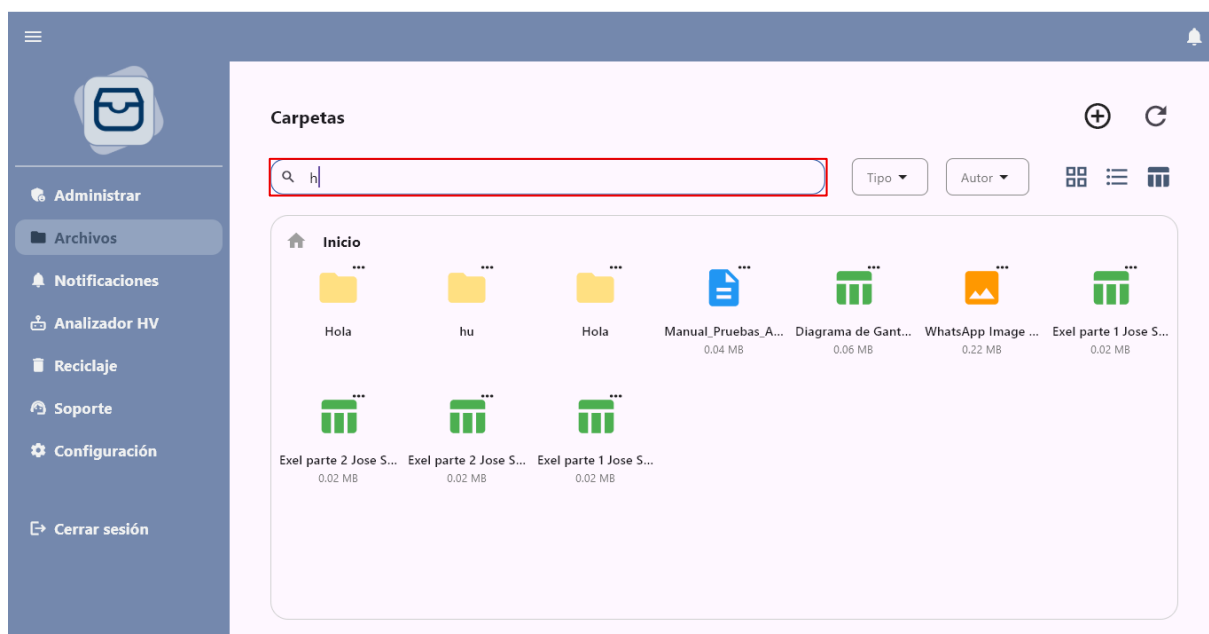 Carpetas
h
Tipo
Autor
Administrar
Archivos
Notificaciones
Analizador HV
Reciclaje
Soporte
Configuración
Cerrar sesión
Inicio
Hola
hu
Hola
Manual_Pruebas_A...
0.04 MB
Diagrama de Gant...
0.06 MB
WhatsApp Image ...
0.22 MB
Exel parte 1 Jose S...
0.02 MB
Exel parte 2 Jose S...
0.02 MB
Exel parte 2 Jose S...
0.02 MB
Exel parte 1 Jose S...
0.02 MB